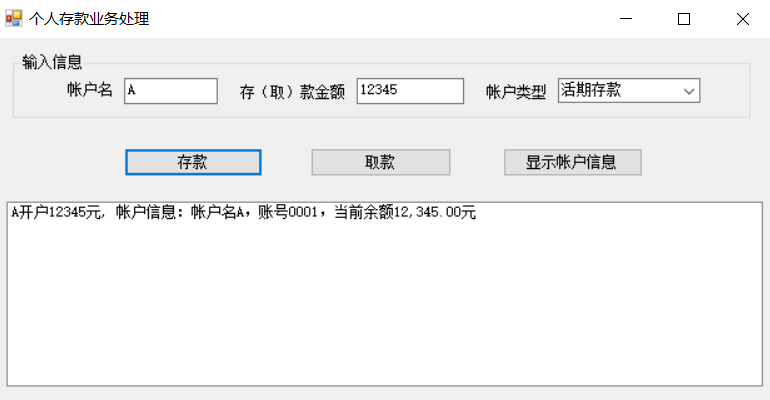 个人存款业务处理
输入信息
帐户名 A 存（取）款金额 12345 帐户类型 活期存款
存款 取款 显示帐户信息
A开户12345元, 帐户信息: 帐户名A，账号0001，当前余额12,345.00元